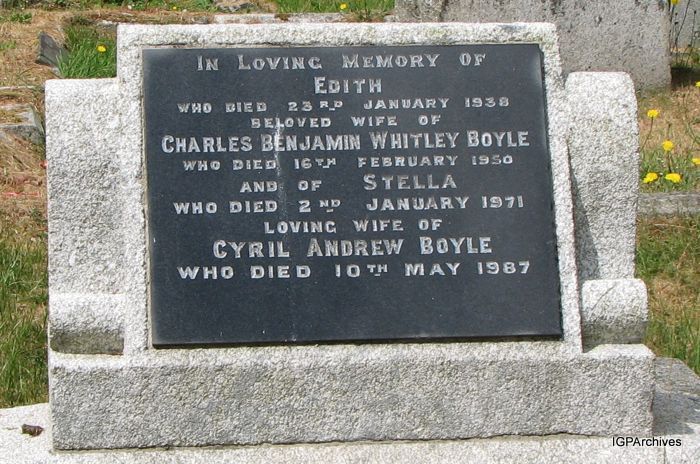 In Loving Memory Of
Edith
who died 23rd January 1938
beloved wife of
Charles Benjamin Whitley Boyle
who died 16th February 1950
and of Stella
who died 2nd January 1971
loving wife of
Cyril Andrew Boyle
who died 10th May 1987
IGPArchives